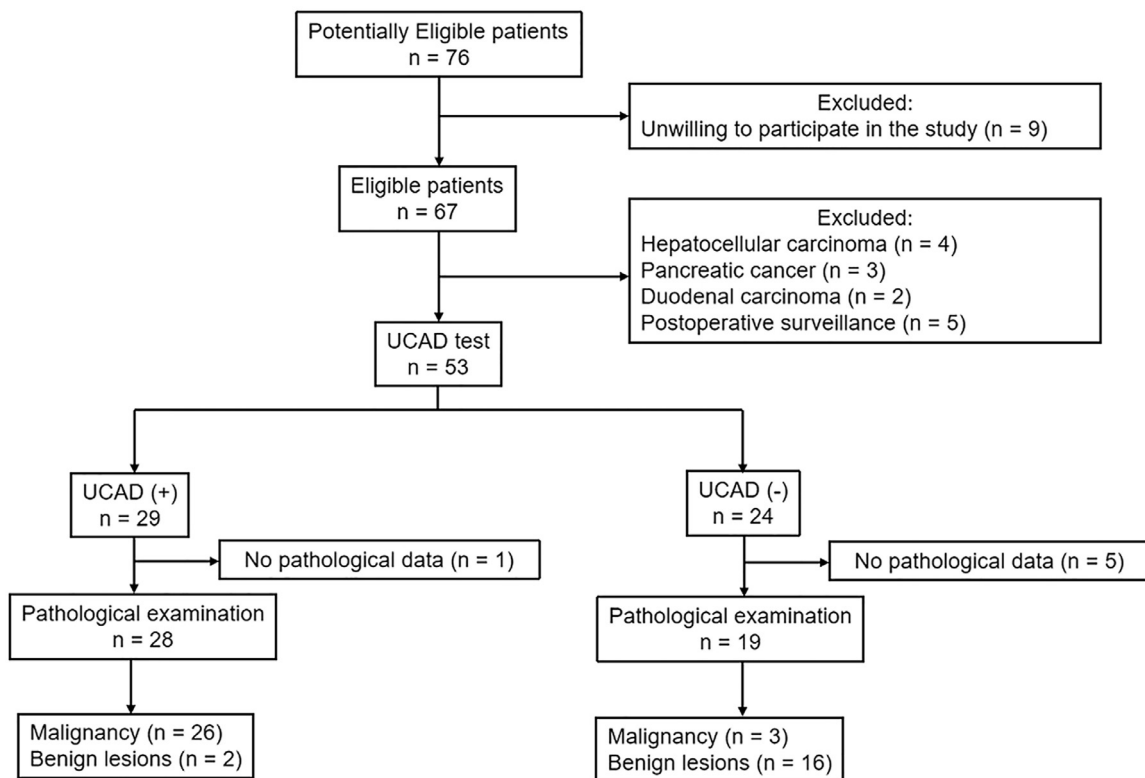 Potentially Eligible patients
n = 76
Excluded:
Unwilling to participate in the study (n = 9)
Eligible patients
n = 67
Excluded:
Hepatocellular carcinoma (n = 4)
Pancreatic cancer (n = 3)
Duodenal carcinoma (n = 2)
Postoperative surveillance (n = 5)
UCAD test
n = 53
UCAD (+)
n = 29
No pathological data (n = 1)
Pathological examination
n = 28
Malignancy (n = 26)
Benign lesions (n = 2)
UCAD (-)
n = 24
No pathological data (n = 5)
Pathological examination
n = 19
Malignancy (n = 3)
Benign lesions (n = 16)